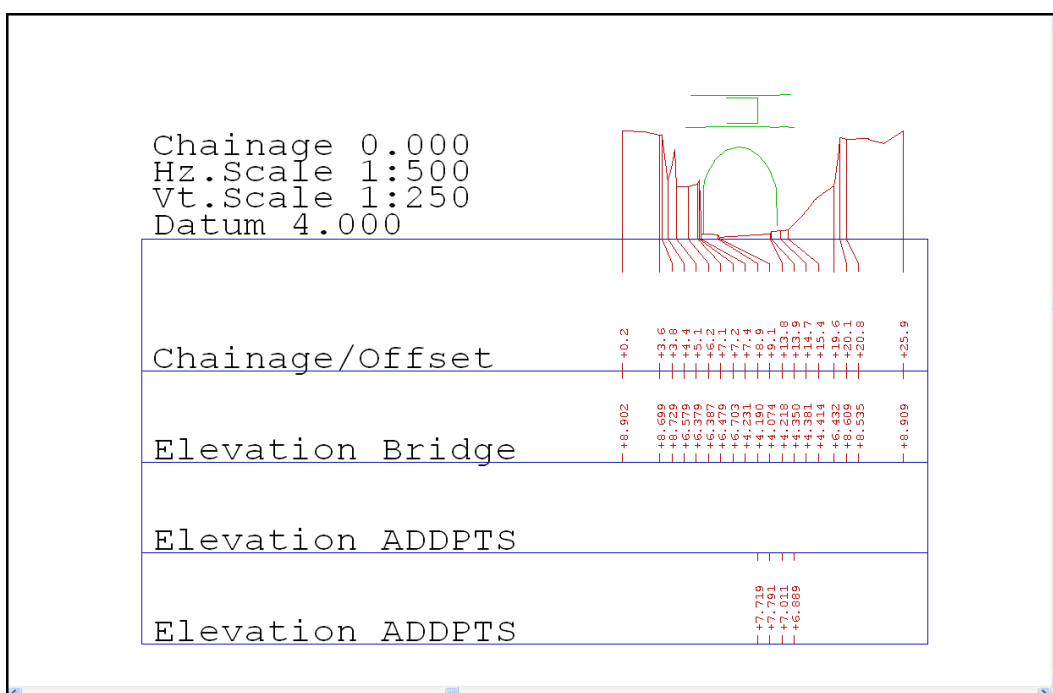 Chainage 0.000
Hz.Scale 1:500
Vt.Scale 1:250
Datum 4.000
Chainage/Offset
+0.2 +3.6 +3.8 +4.4 +5.1 +6.2 +7.1 +7.2 +7.4 +8.9 +9.1 +13.8 +13.9 +14.7 +15.4 +19.6 +20.1 +20.8 +25.9
Elevation Bridge
+8.902 +8.699 +8.729 +6.579 +6.379 +6.387 +6.479 +6.703 +4.231 +4.190 +4.074 +4.218 +4.350 +4.381 +4.414 +6.432 +8.609 +8.535 +8.909
Elevation ADDPTS
Elevation ADDPTS
+7.719 +7.791 +7.011 +6.889